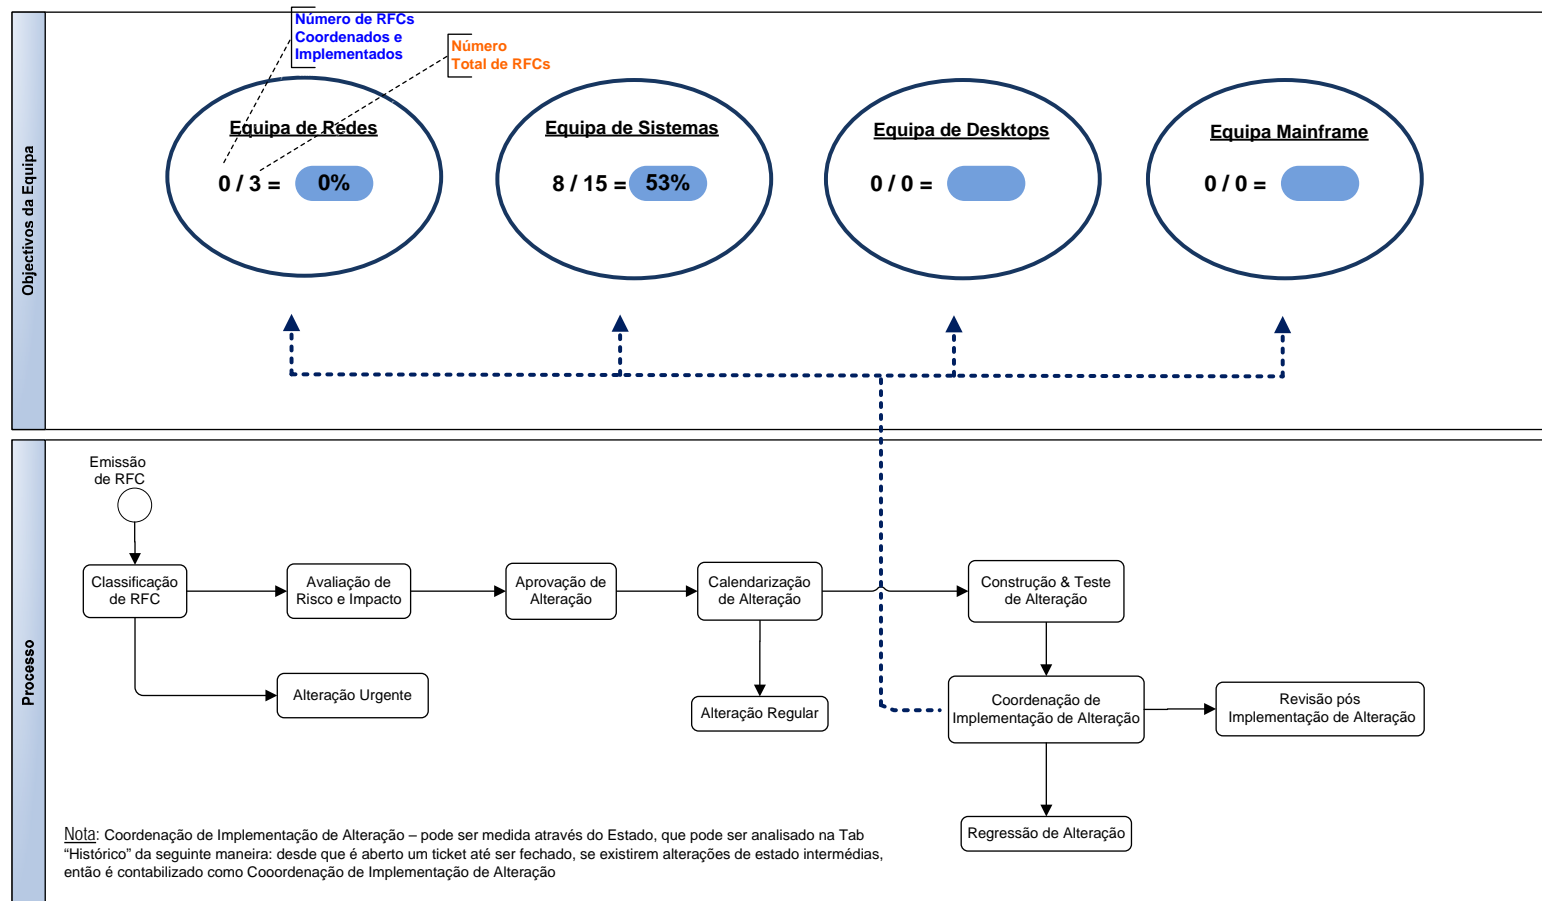 Objectivos da Equipa
Número de RFCs
Coordenados e
Implementados
Número
Total de RFCs
Equipa de Redes
0 / 3 = 0%
Equipa de Sistemas
8 / 15 = 53%
Equipa de Desktops
0 / 0 =
Equipa Mainframe
0 / 0 =
Processo
Emissão
de RFC
Classificação
de RFC
Avaliação de
Risco e Impacto
Aprovação de
Alteração
Calendarização
de Alteração
Construção & Teste
de Alteração
Alteração Urgente
Alteração Regular
Coordenação de
Implementação de Alteração
Revisão pós
Implementação de Alteração
Regressão de Alteração
Nota: Coordenação de Implementação de Alteração – pode ser medida através do Estado, que pode ser analisado na Tab
“Histórico” da seguinte maneira: desde que é aberto um ticket até ser fechado, se existirem alterações de estado intermédias,
então é contabilizado como Cooordenação de Implementação de Alteração